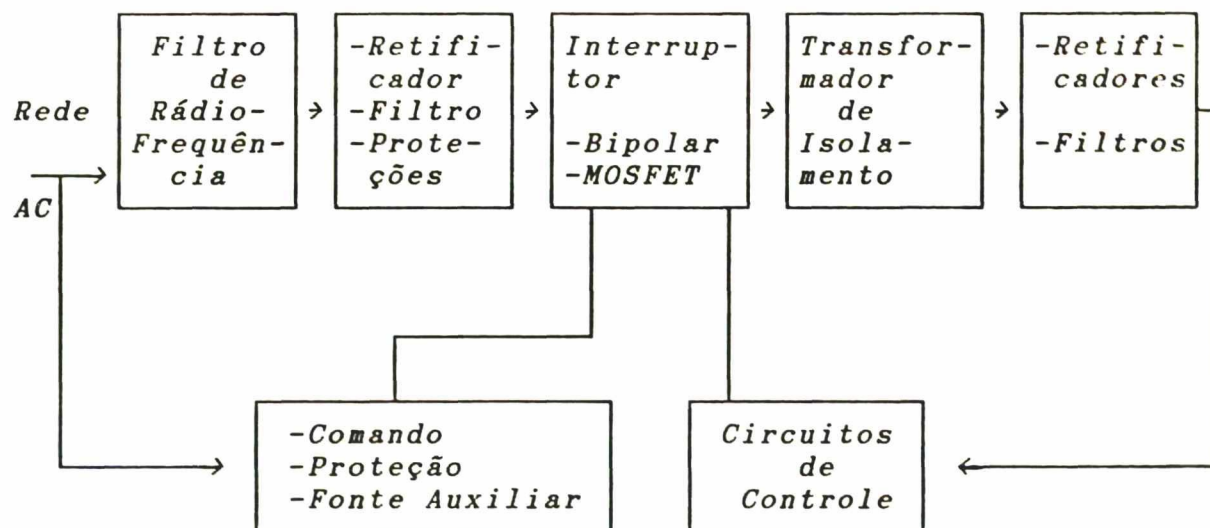 Rede
AC
Filtro
de
Rádio-
Frequên-
cia
-Retifi-
cador
-Filtro
-Prote-
ções
Interrup-
tor
-Bipolar
-MOSFET
Transfor-
mador
de
Isola-
mento
-Retifi-
cadores
-Filtros
-Comando
-Proteção
-Fonte Auxiliar
Circuitos
de
Controle